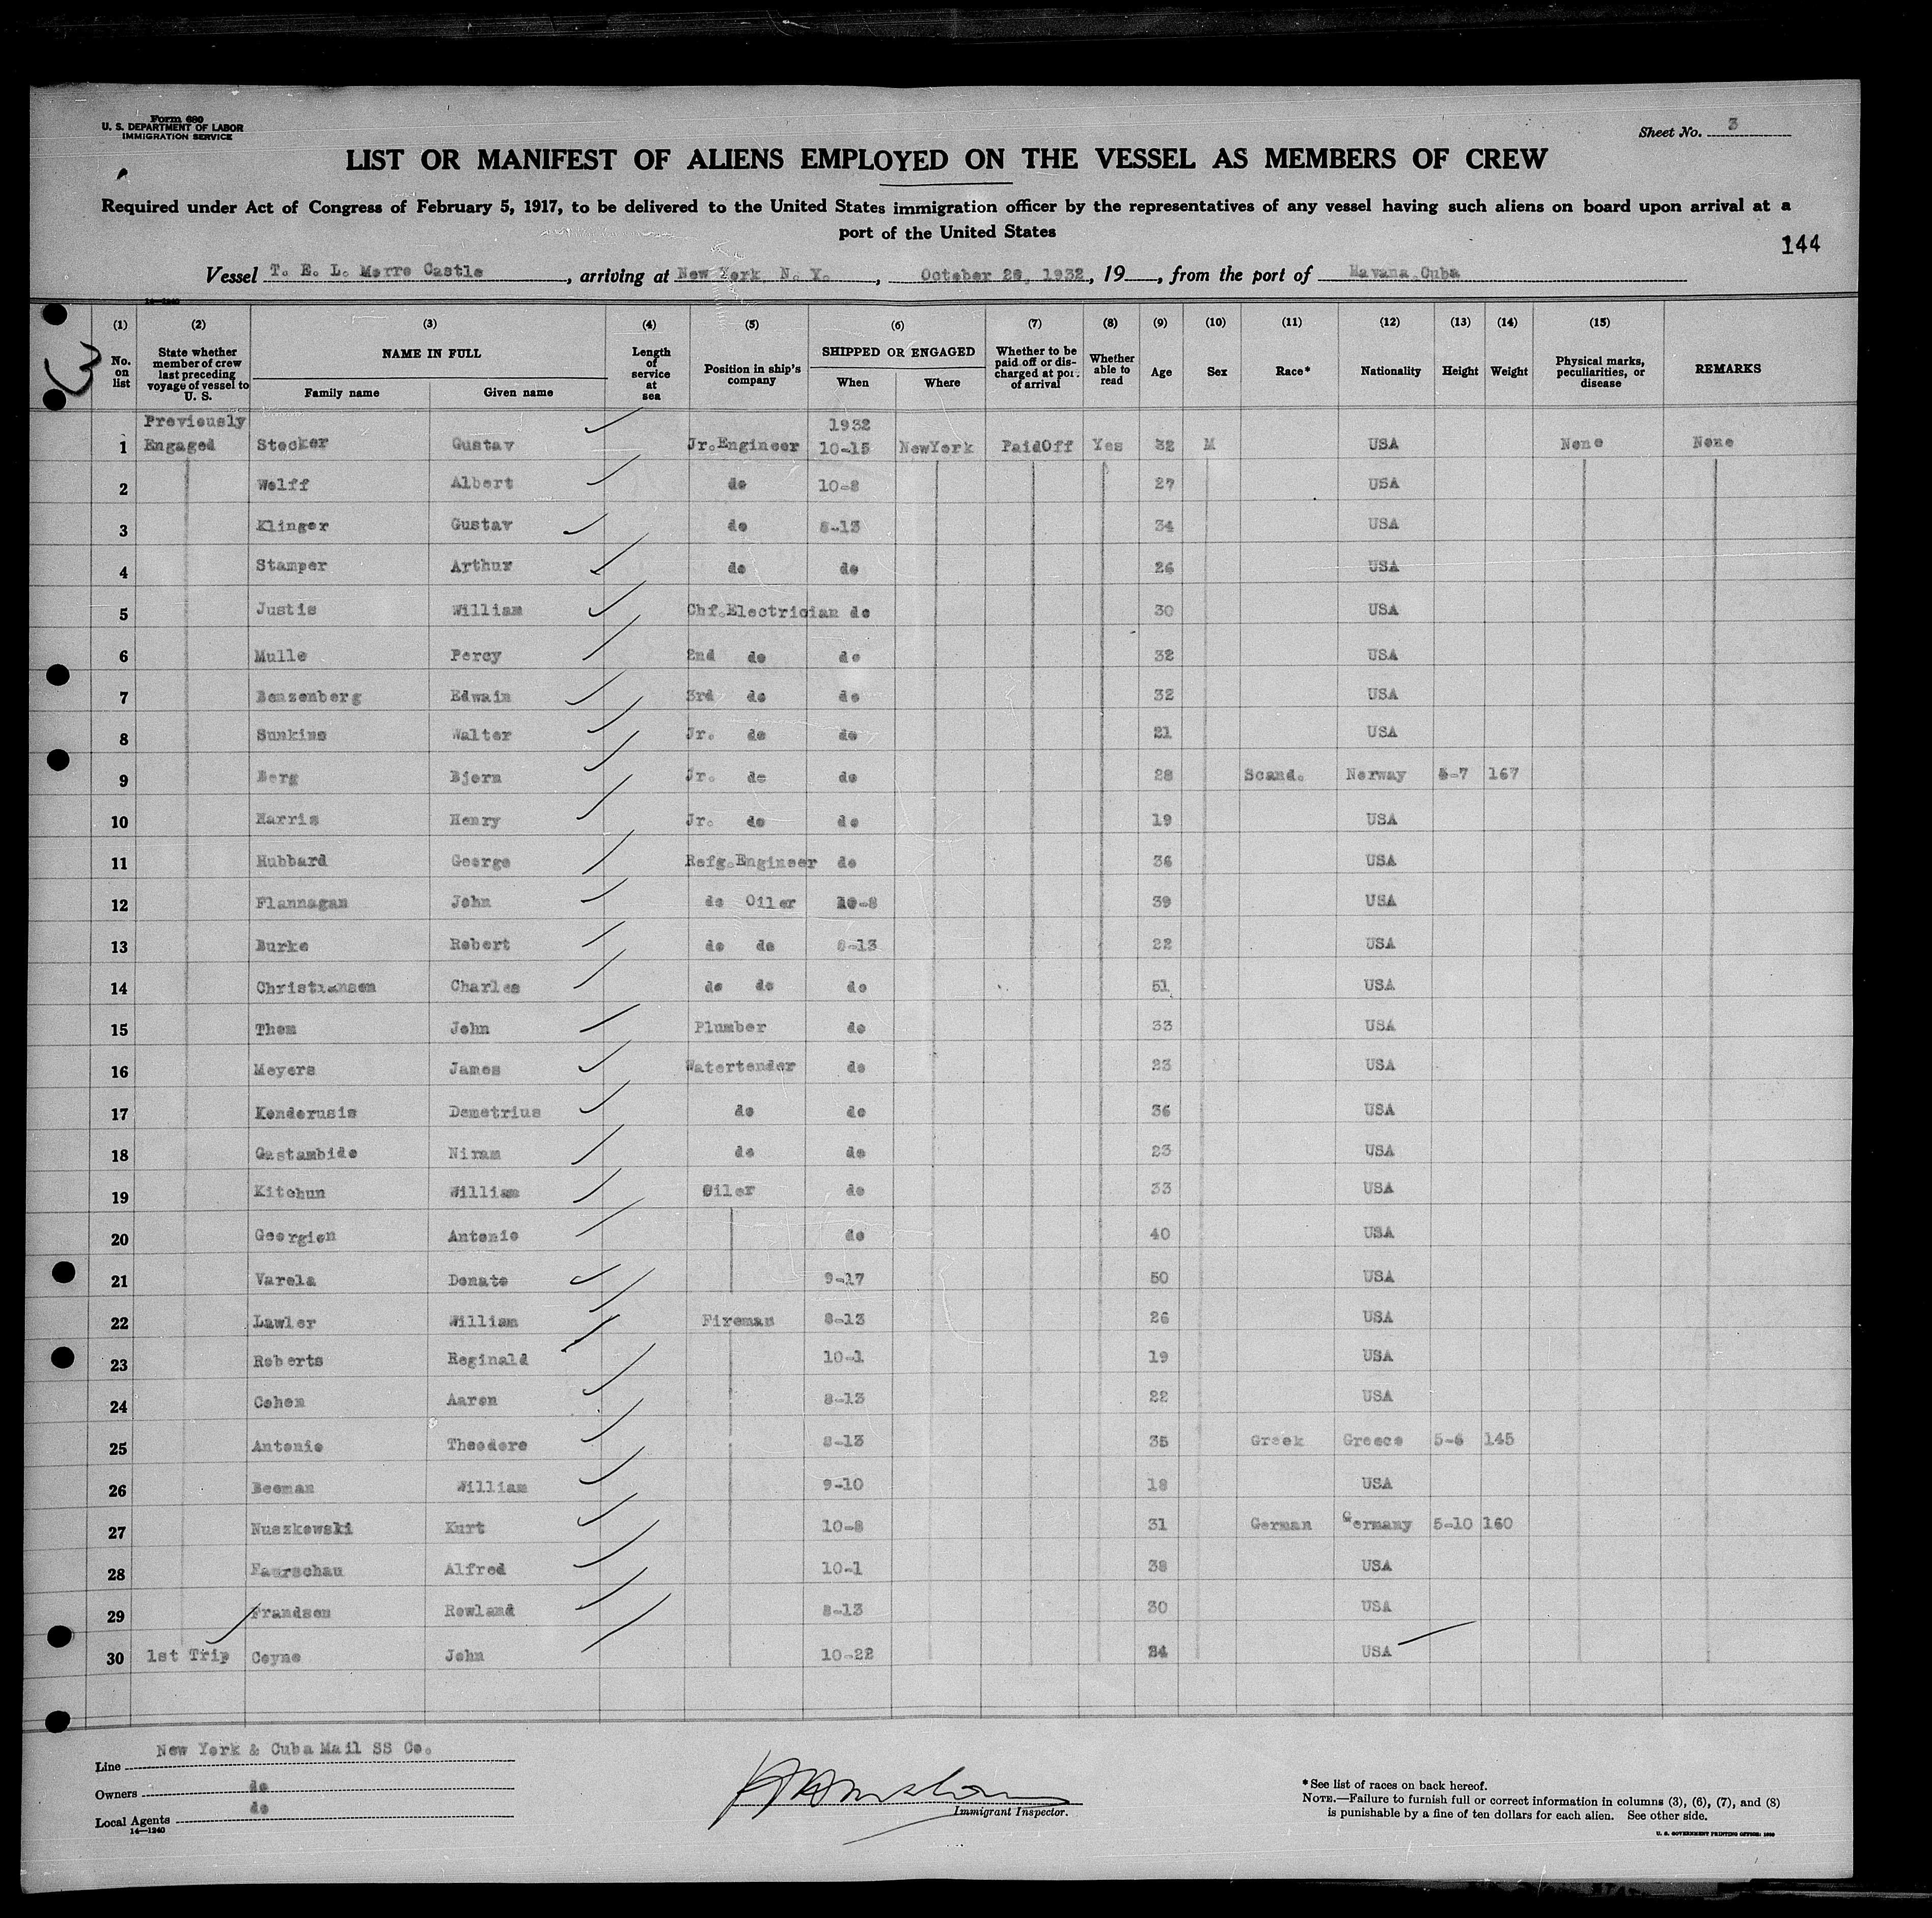 Form 680
U. S. DEPARTMENT OF LABOR
IMMIGRATION SERVICE
Sheet No. 3
LIST OR MANIFEST OF ALIENS EMPLOYED ON THE VESSEL AS MEMBERS OF CREW
Required under Act of Congress of February 5, 1917, to be delivered to the United States immigration officer by the representatives of any vessel having such aliens on board upon arrival at a
port of the United States
144
Vessel T. E. L. Morro Castle, arriving at New York, N. Y., October 28, 1932, 19, from the port of Havana, Cuba
14—1240
3
(1) (2) (3) (4) (5) (6) (7) (8) (9) (10) (11) (12) (13) (14) (15)
No. on list
State whether member of crew last preceding voyage of vessel to U. S.
NAME IN FULL
Family name Given name
Length of service at sea
Position in ship's company
SHIPPED OR ENGAGED
When Where
Whether to be paid off or discharged at port of arrival
Whether able to read
Age
Sex
Race*
Nationality
Height
Weight
Physical marks, peculiarities, or disease
REMARKS
Previously 1932
1 Engaged Stecker Gustav Jr.Engineer 10-15 NewYork PaidOff Yes 32 M USA None None
2 Wolff Albert do 10-8 27 USA
3 Klinger Gustav do 8-13 34 USA
4 Stamper Arthur do do 26 USA
5 Justis William Chf.Electrician do 30 USA
6 Mulle Percy 2nd do do 32 USA
7 Benzenberg Edwain 3rd do do 32 USA
8 Sunkins Walter Jr. do do 21 USA
9 Berg Bjorn Jr. do do 28 Scand. Norway 5-7 167
10 Harris Henry Jr. do do 19 USA
11 Hubbard George Refg.Engineer do 36 USA
12 Flannagan John do Oiler 10-8 39 USA
13 Burke Robert do do 8-13 22 USA
14 Christiansen Charles do do do 51 USA
15 Thom John Plumber do 33 USA
16 Meyers James Watertender do 23 USA
17 Konderusis Demetrius do do 36 USA
18 Gastambide Niram do do 23 USA
19 Kitchun William Oiler do 33 USA
20 Georgion Antonio do 40 USA
21 Varela Donato 9-17 50 USA
22 Lawler William Fireman 8-13 26 USA
23 Roberts Reginald 10-1 19 USA
24 Cohen Aaron 8-13 22 USA
25 Antonio Theodore 8-13 35 Greek Greece 5-6 145
26 Beeman William 9-10 18 USA
27 Nuszkowski Kurt 10-8 31 German Germany 5-10 160
28 Faurschau Alfred 10-1 38 USA
29 Frandsen Rowland 8-13 30 USA
30 1st Trip Coyne John 10-22 24 USA
Line New York & Cuba Mail SS Co.
Owners do
Local Agents do
14—1240
Immigrant Inspector.
* See list of races on back hereof.
NOTE.—Failure to furnish full or correct information in columns (3), (6), (7), and (8)
is punishable by a fine of ten dollars for each alien. See other side.
U. S. GOVERNMENT PRINTING OFFICE: 1930